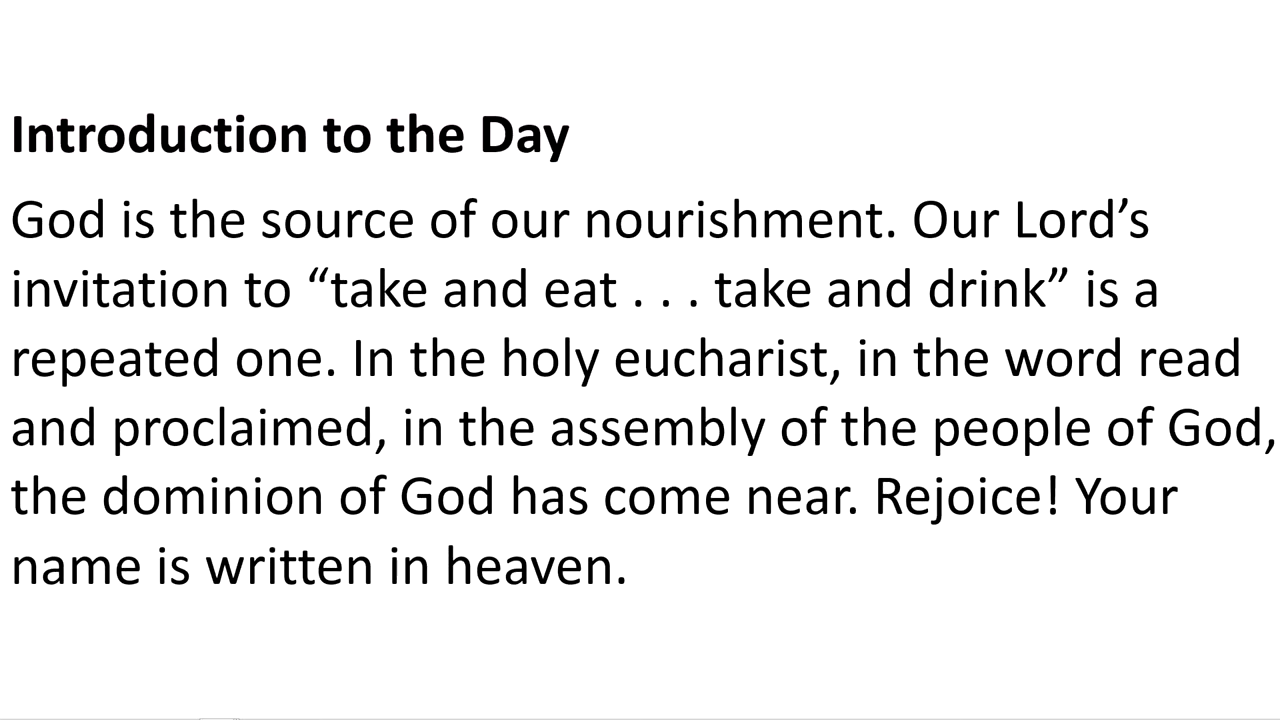 Introduction to the Day
God is the source of our nourishment. Our Lord’s
invitation to “take and eat . . . take and drink” is a
repeated one. In the holy eucharist, in the word read
and proclaimed, in the assembly of the people of God,
the dominion of God has come near. Rejoice! Your
name is written in heaven.